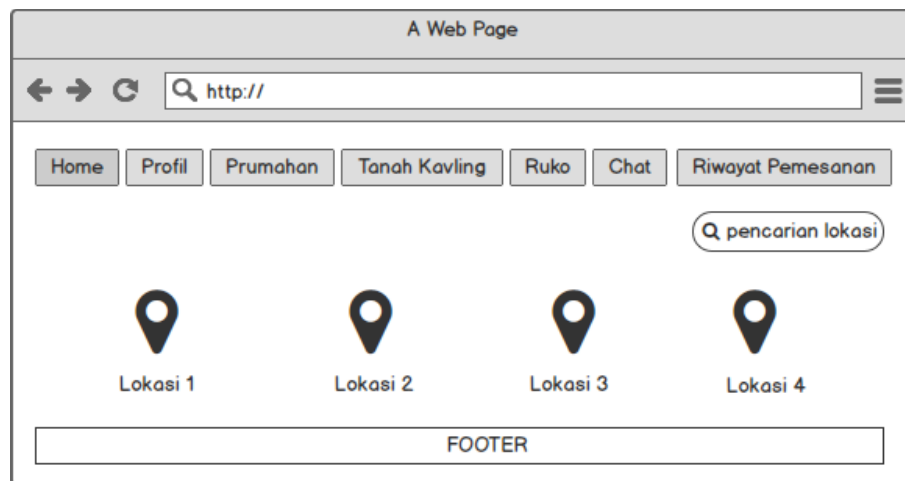 A Web Page
http://
Home Profil Prumahan Tanah Kavling Ruko Chat Riwayat Pemesanan
pencarian lokasi
Lokasi 1 Lokasi 2 Lokasi 3 Lokasi 4
FOOTER